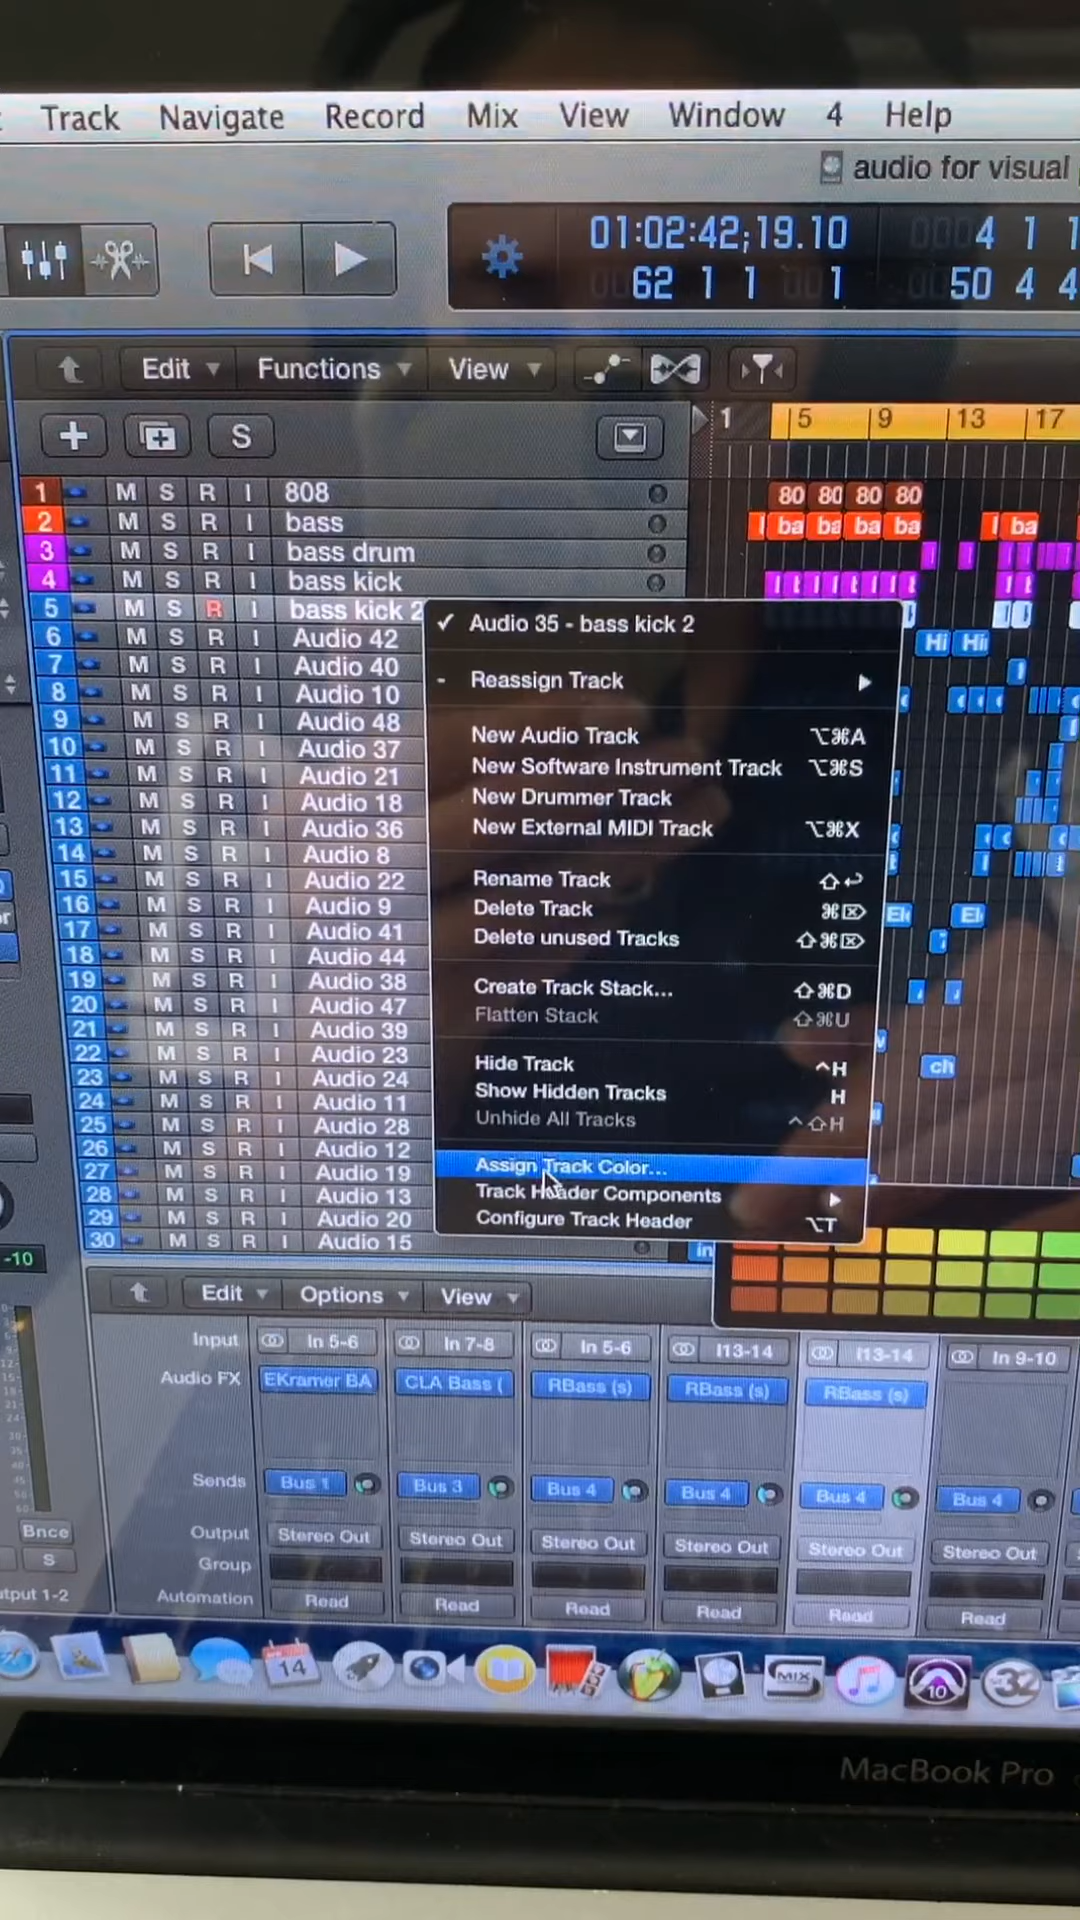 Track Navigate Record Mix View Window 4 Help
audio for visual
01:02:42;19.10 4 1 1
62 1 1 1 50 4 4
Edit Functions View
S
1 5 9 13 17
1 M S R I 808 80 80 80 80
2 M S R I bass ba ba ba ba ba
3 M S R I bass drum
4 M S R I bass kick
5 M S R I bass kick 2
6 M S R I Audio 42 Hi Hi
7 M S R I Audio 40
8 M S R I Audio 10
9 M S R I Audio 48
10 M S R I Audio 37
11 M S R I Audio 21
12 M S R I Audio 18
13 M S R I Audio 36
14 M S R I Audio 8
15 M S R I Audio 22
16 M S R I Audio 9
17 M S R I Audio 41
18 M S R I Audio 44
19 M S R I Audio 38
20 M S R I Audio 47
21 M S R I Audio 39
22 M S R I Audio 23
23 M S R I Audio 24
24 M S R I Audio 11
25 M S R I Audio 28
26 M S R I Audio 12
27 M S R I Audio 19
28 M S R I Audio 13
29 M S R I Audio 20
30 M S R I Audio 15
✓ Audio 35 - bass kick 2
- Reassign Track ▶
New Audio Track ⌥⌘A
New Software Instrument Track ⌥⌘S
New Drummer Track
New External MIDI Track ⌥⌘X
Rename Track ⇧↩
Delete Track ⌘⌦
Delete unused Tracks ⇧⌘⌦
Create Track Stack... ⇧⌘D
Flatten Stack ⇧⌘U
Hide Track ^H
Show Hidden Tracks H
Unhide All Tracks ^⇧H
Assign Track Color...
Track Header Components ▶
Configure Track Header ⌥T
ch
in
-10
Edit Options View
Input In 5-6 In 7-8 In 5-6 I13-14 I13-14 In 9-10
Audio FX EKramer BA CLA Bass ( RBass (s) RBass (s) RBass (s)
Sends Bus 1 Bus 3 Bus 4 Bus 4 Bus 4 Bus 4
Bnce
Output Stereo Out Stereo Out Stereo Out Stereo Out Stereo Out Stereo Out
S
Group
Automation Read Read Read Read Read Read
utput 1-2
14
MIX
10
32
MacBook Pro